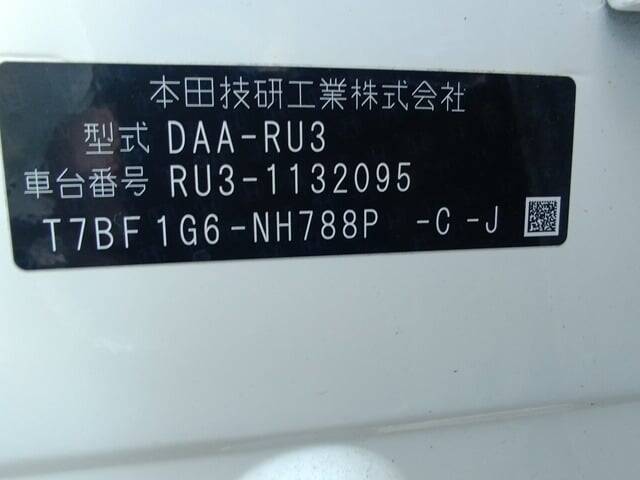 本田技研工業株式会社
型式 DAA-RU3
車台番号 RU3-1132095
T7BF1G6-NH788P -C-J